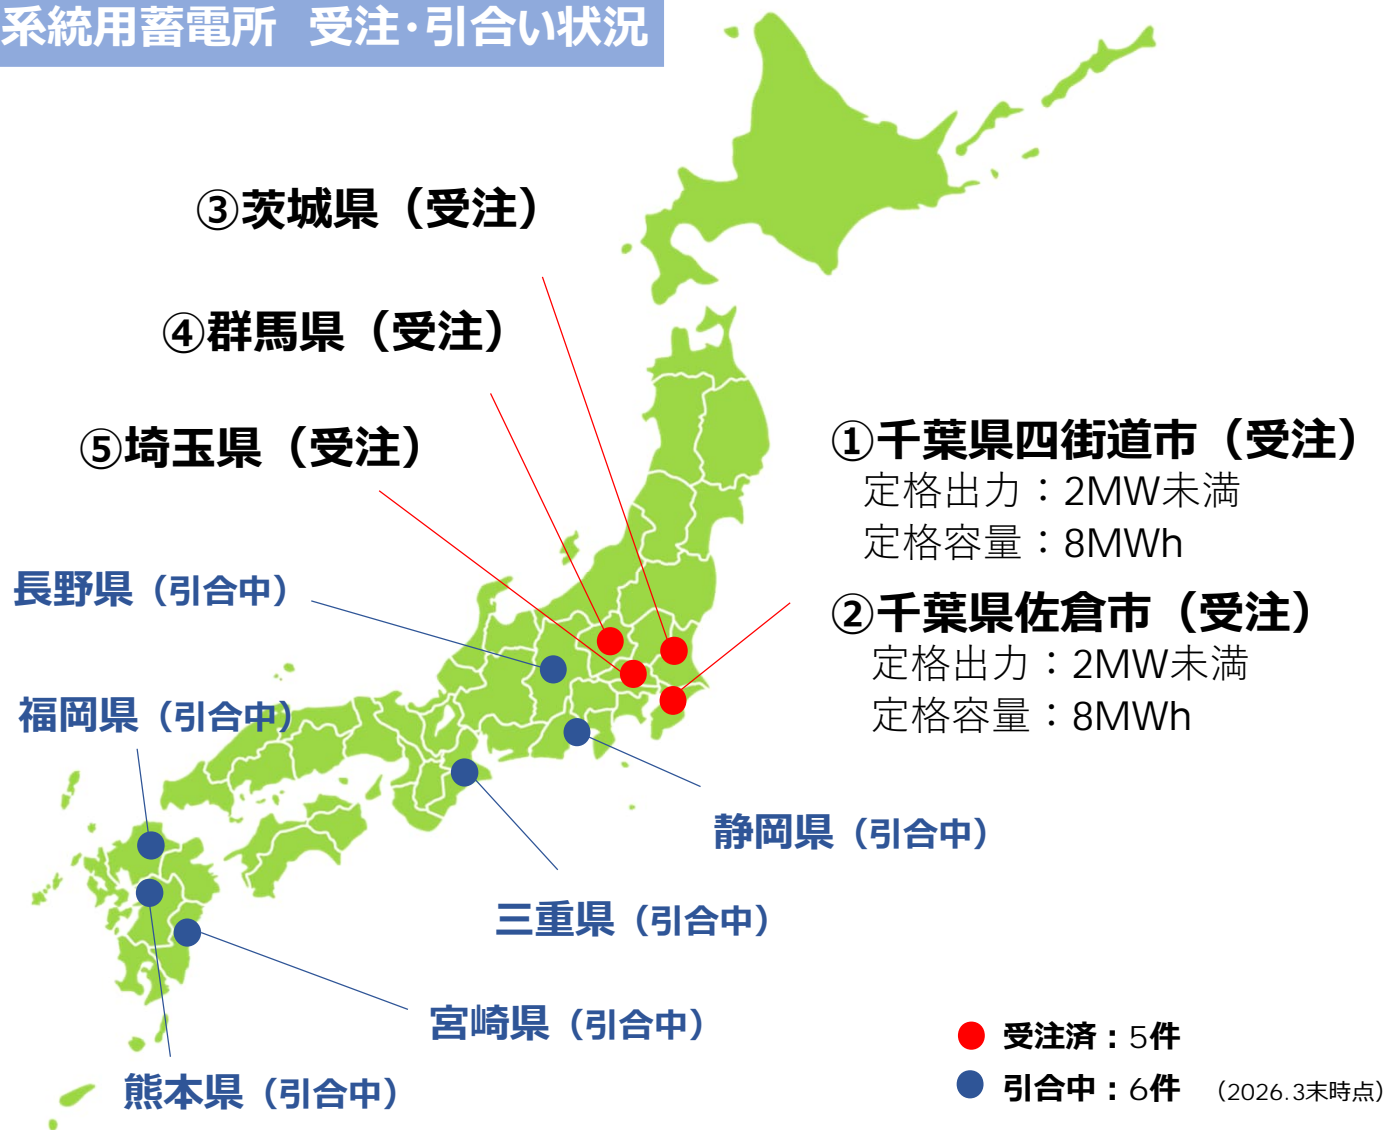 系統用蓄電所 受注・引合い状況
③茨城県（受注）
④群馬県（受注）
⑤埼玉県（受注）
①千葉県四街道市（受注）
定格出力：2MW未満
定格容量：8MWh
②千葉県佐倉市（受注）
定格出力：2MW未満
定格容量：8MWh
長野県（引合中）
福岡県（引合中）
静岡県（引合中）
三重県（引合中）
宮崎県（引合中）
熊本県（引合中）
受注済：5件
引合中：6件 （2026.3末時点）